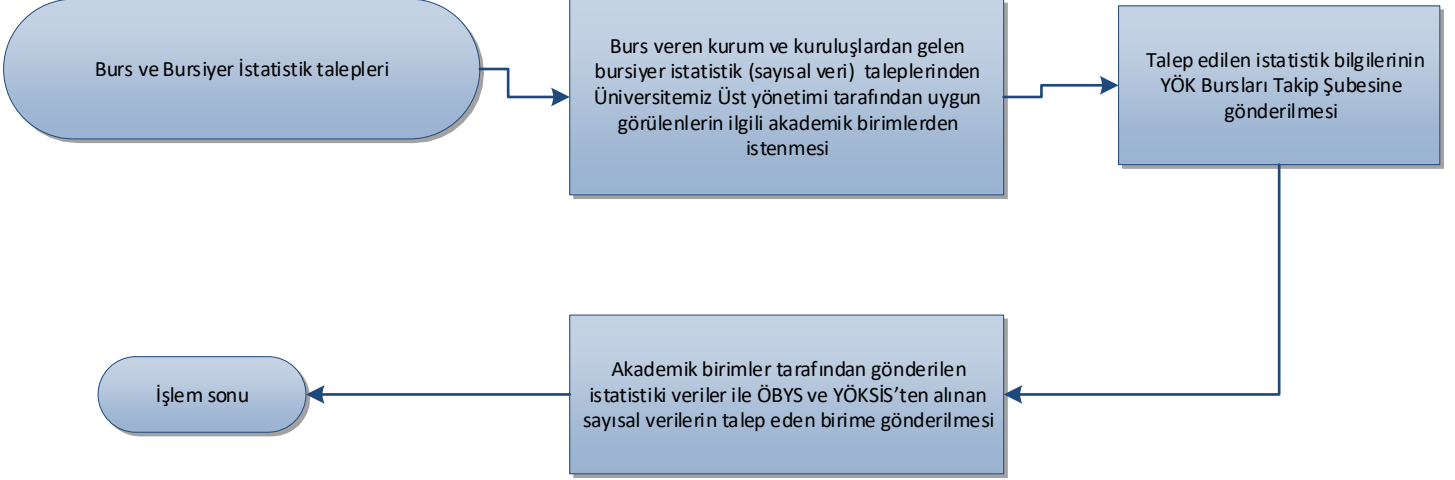 Burs ve Bursiyer İstatistik talepleri
Burs veren kurum ve kuruluşlardan gelen
bursiyer istatistik (sayısal veri) taleplerinden
Üniversitemiz Üst yönetimi tarafından uygun
görülenlerin ilgili akademik birimlerden
istenmesi
Talep edilen istatistik bilgilerinin
YÖK Bursları Takip Şubesine
gönderilmesi
Akademik birimler tarafından gönderilen
istatistiki veriler ile ÖBYS ve YÖKSİS’ten alınan
sayısal verilerin talep eden birime gönderilmesi
İşlem sonu